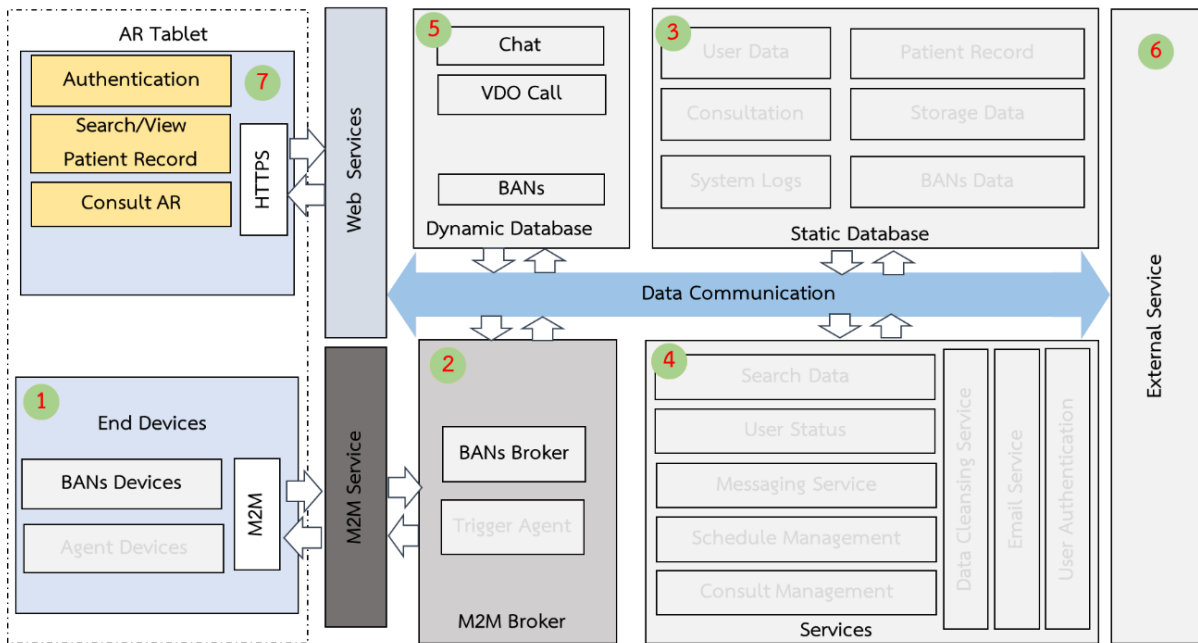 AR Tablet
Authentication
7
Search/View
Patient Record
Consult AR
HTTPS
Web Services
5
Chat
VDO Call
BANs
Dynamic Database
3
User Data
Patient Record
Consultation
Storage Data
System Logs
BANs Data
Static Database
6
External Service
Data Communication
1
End Devices
BANs Devices
Agent Devices
M2M
M2M Service
2
BANs Broker
Trigger Agent
M2M Broker
4
Search Data
User Status
Messaging Service
Schedule Management
Consult Management
Data Cleansing Service
Email Service
User Authentication
Services